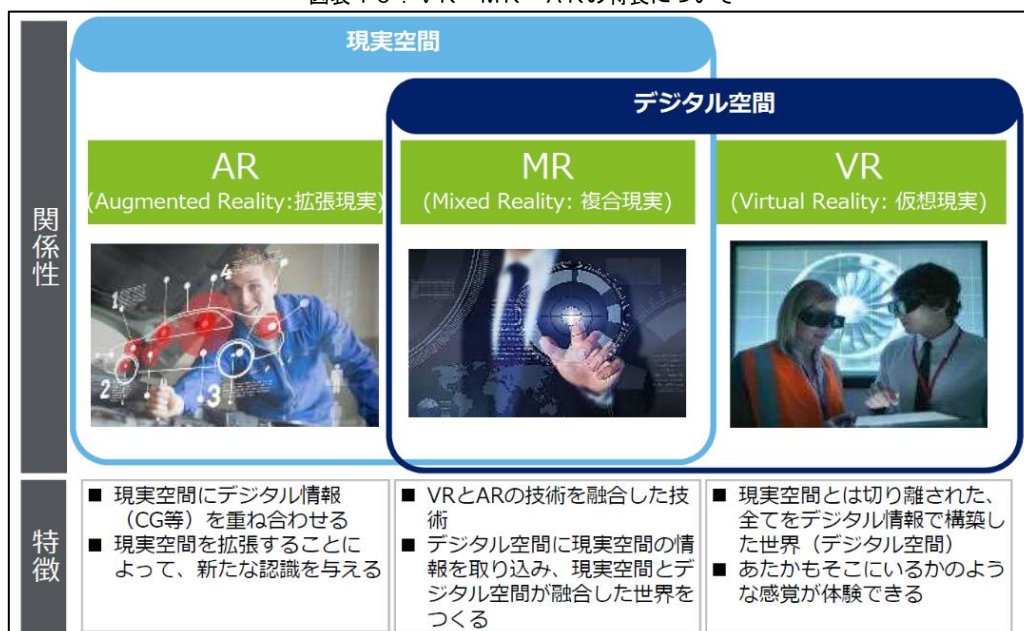 現実空間
デジタル空間
関係性
AR
(Augmented Reality:拡張現実)
MR
(Mixed Reality: 複合現実)
VR
(Virtual Reality: 仮想現実)
1
2
3
4
特徴
■ 現実空間にデジタル情報
（CG等）を重ね合わせる
■ 現実空間を拡張することに
よって、新たな認識を与える
■ VRとARの技術を融合した技
術
■ デジタル空間に現実空間の情
報を取り込み、現実空間とデ
ジタル空間が融合した世界を
つくる
■ 現実空間とは切り離された、
全てをデジタル情報で構築し
た世界（デジタル空間）
■ あたかもそこにいるかのよう
な感覚が体験できる